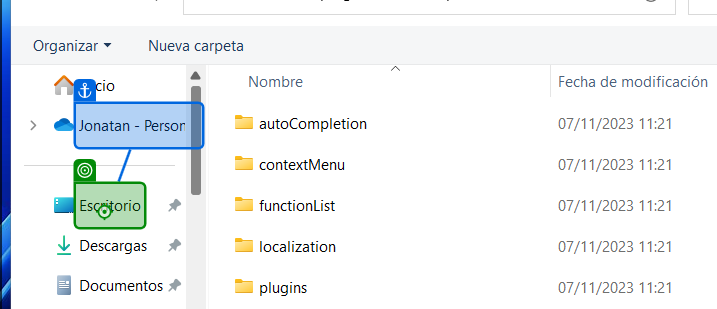 Organizar
Nueva carpeta
Nombre
Fecha de modificación
Jonatan - Person
autoCompletion
07/11/2023 11:21
contextMenu
07/11/2023 11:21
Escritorio
functionList
07/11/2023 11:21
Descargas
localization
07/11/2023 11:21
Documentos
plugins
07/11/2023 11:21